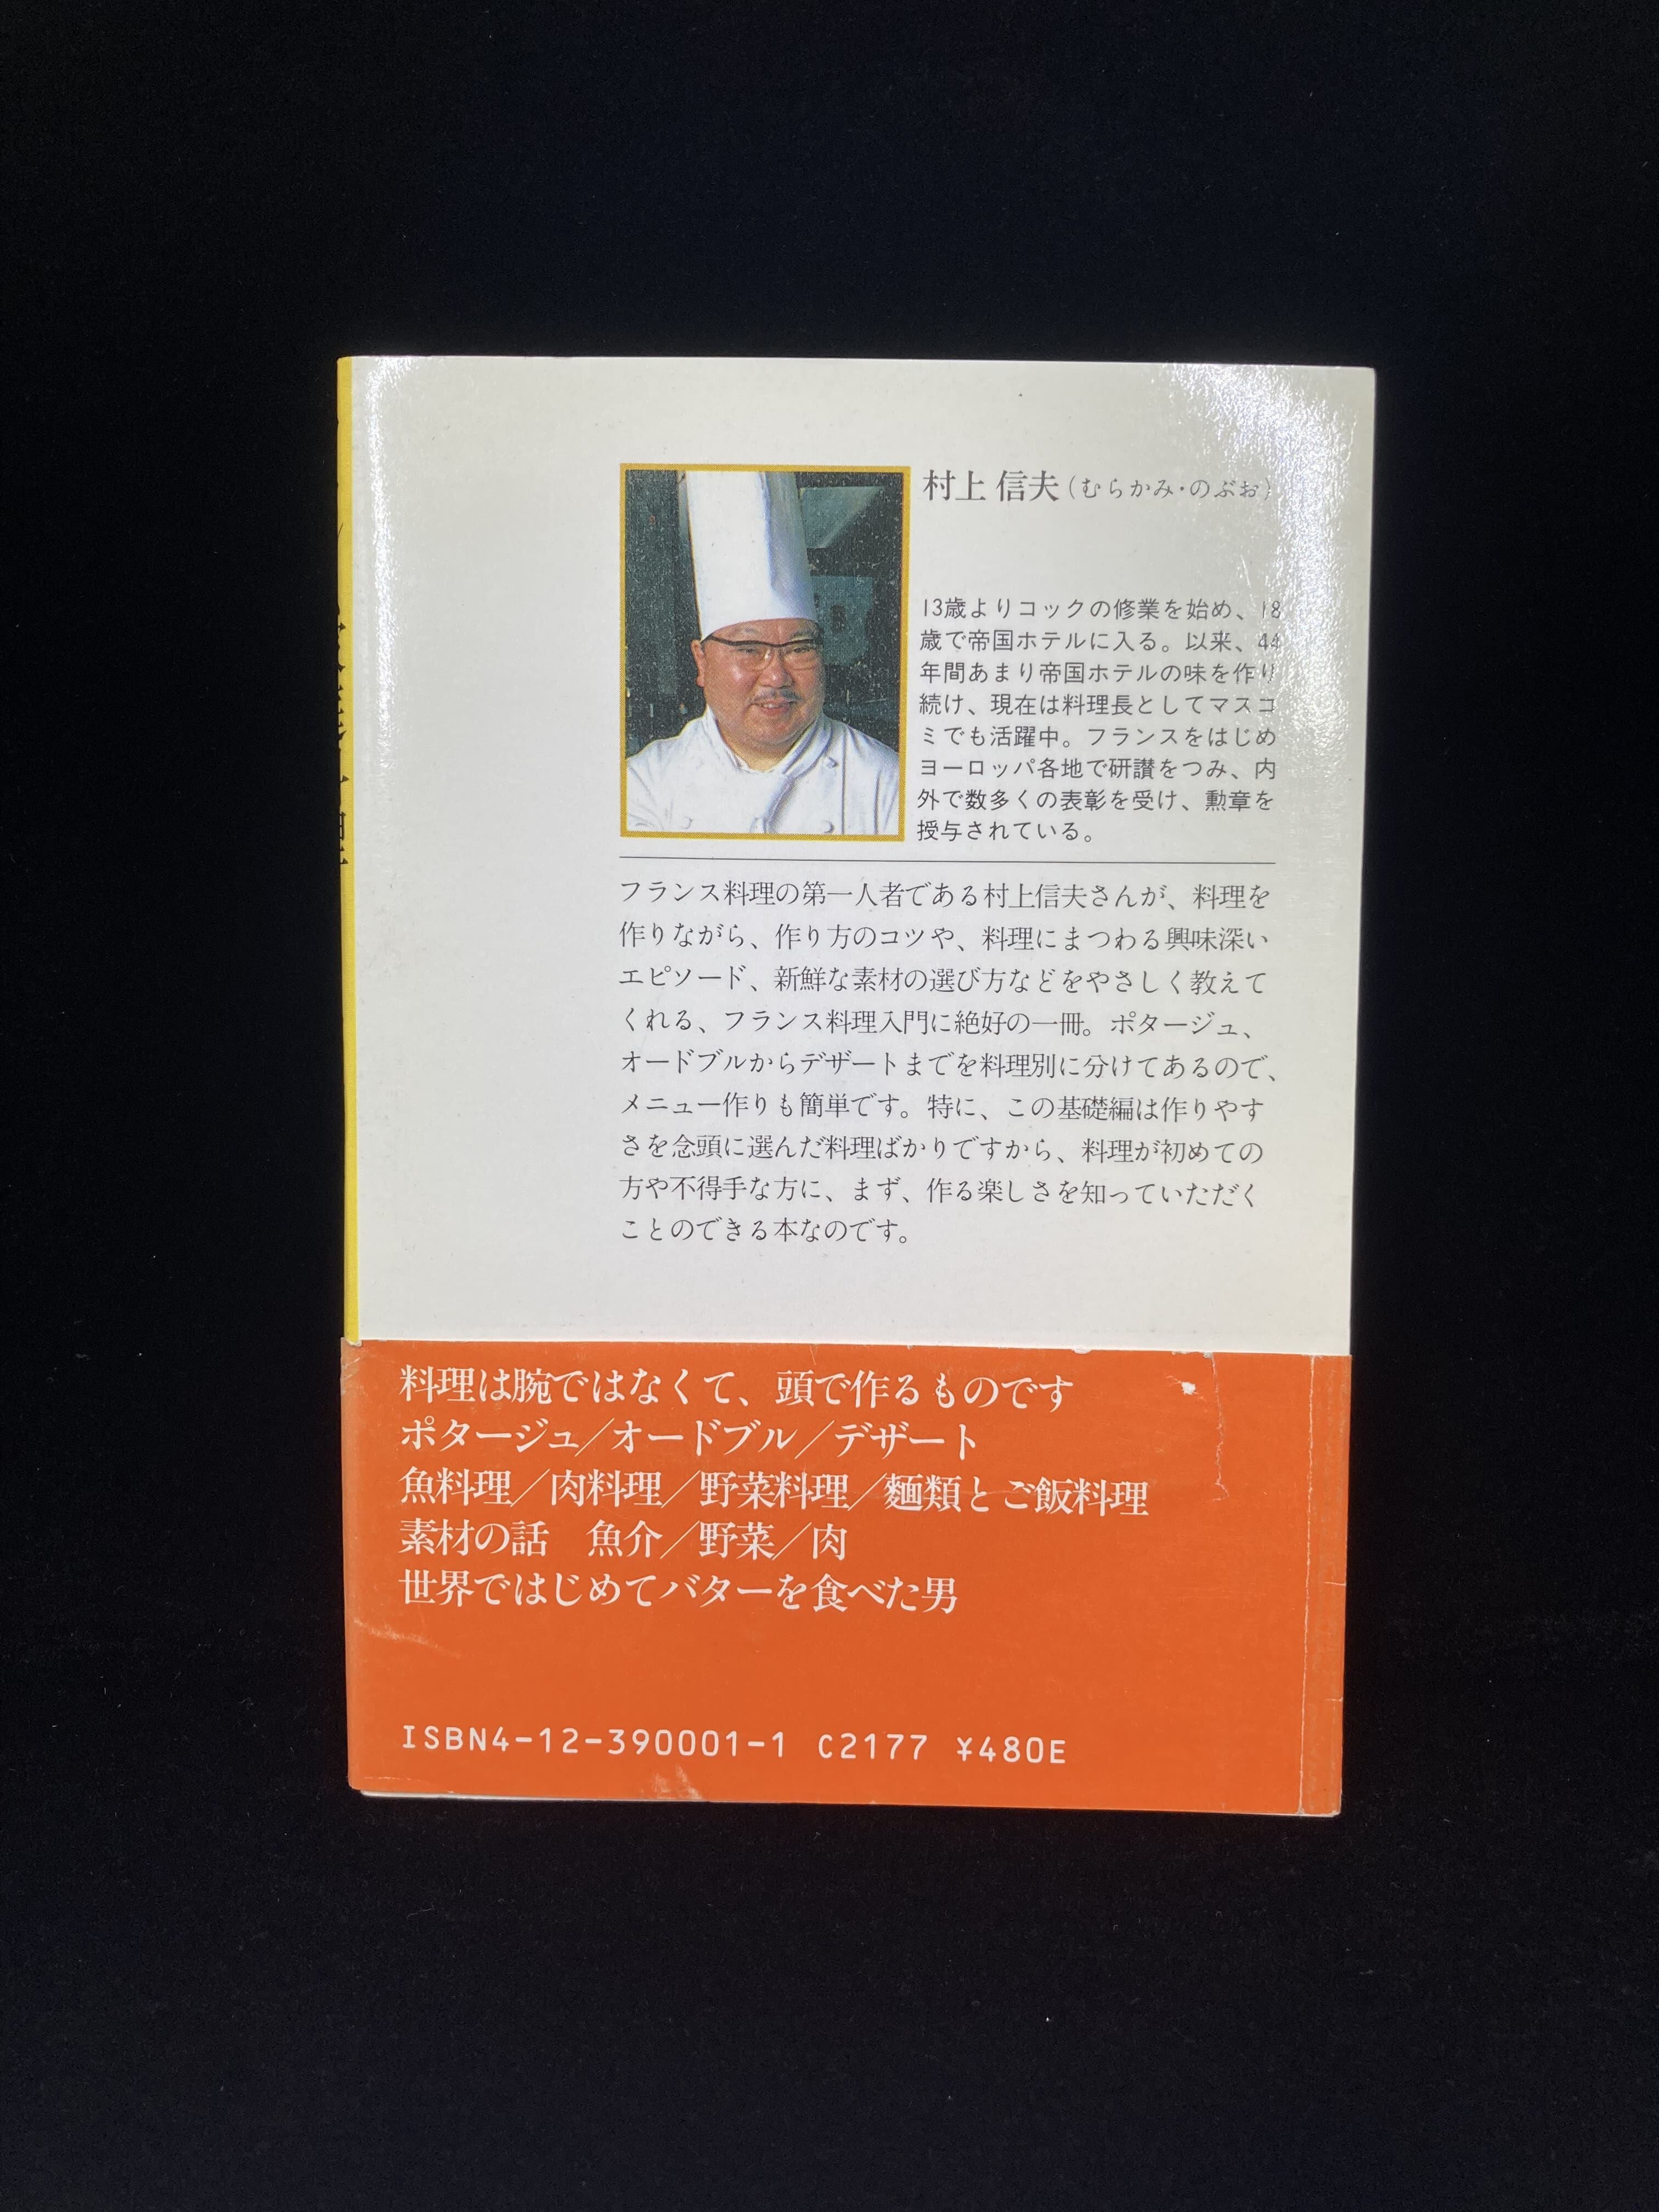 村上 信夫（むらかみ・のぶお）
13歳よりコックの修業を始め、18
歳で帝国ホテルに入る。以来、44
年間あまり帝国ホテルの味を作り
続け、現在は料理長としてマスコ
ミでも活躍中。フランスをはじめ
ヨーロッパ各地で研讃をつみ、内
外で数多くの表彰を受け、勲章を
授与されている。
フランス料理の第一人者である村上信夫さんが、料理を
作りながら、作り方のコツや、料理にまつわる興味深い
エピソード、新鮮な素材の選び方などをやさしく教えて
くれる、フランス料理入門に絶好の一冊。ポタージュ、
オードブルからデザートまでを料理別に分けてあるので、
メニュー作りも簡単です。特に、この基礎編は作りやす
さを念頭に選んだ料理ばかりですから、料理が初めての
方や不得手な方に、まず、作る楽しさを知っていただく
ことのできる本なのです。
料理は腕ではなくて、頭で作るものです
ポタージュ／オードブル／デザート
魚料理／肉料理／野菜料理／麵類とご飯料理
素材の話　魚介／野菜／肉
世界ではじめてバターを食べた男
ISBN4-12-390001-1 C2177 ¥480E